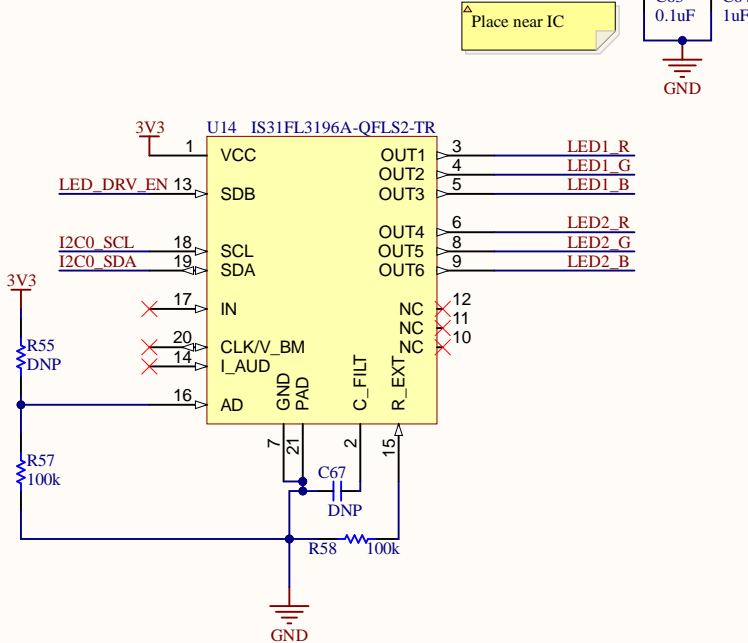 Place near IC
0.1uF
1uF
GND
3V3
U14 IS31FL3196A-QFLS2-TR
1 VCC
OUT1 3 LED1_R
OUT2 4 LED1_G
LED_DRV_EN 13 SDB
OUT3 5 LED1_B
OUT4 6 LED2_R
I2C0_SCL 18 SCL
OUT5 8 LED2_G
I2C0_SDA 19 SDA
OUT6 9 LED2_B
3V3
17 IN
NC 12
NC 11
20 CLK/V_BM
NC 10
14 I_AUD
R55
DNP
16 AD
GND
PAD
C_FILT
R_EXT
7
21
2
15
R57
100k
C67
DNP
R58 100k
GND